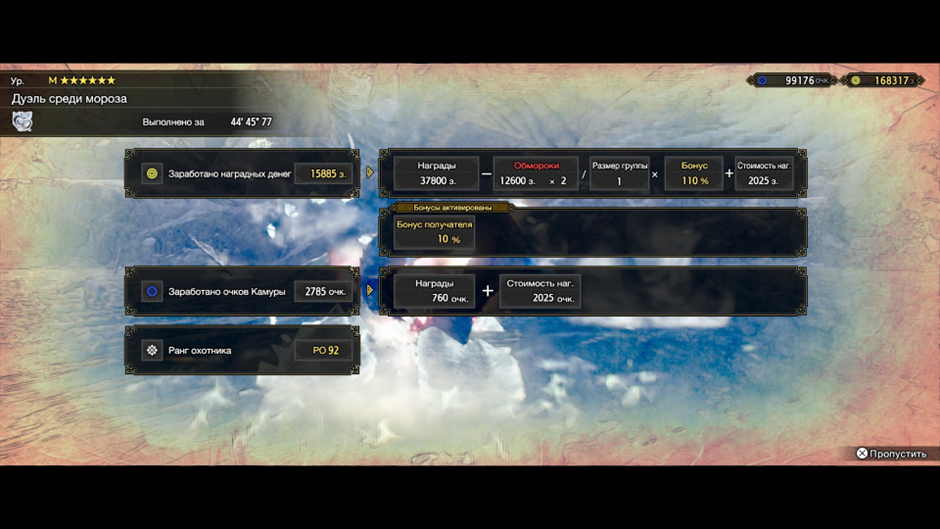 Ур. М ★★★★★★
99176 очк. 168317 з.
Дуэль среди мороза
Выполнено за 44' 45" 77
Заработано наградных денег 15885 з.
Награды
37800 з.
−
Обмороки
12600 з. × 2
/
Размер группы
1
×
Бонус
110 %
+
Стоимость наг.
2025 з.
Бонусы активированы
Бонус получателя
10 %
Заработано очков Камуры 2785 очк.
Награды
760 очк.
+
Стоимость наг.
2025 очк.
Ранг охотника РО 92
Пропустить